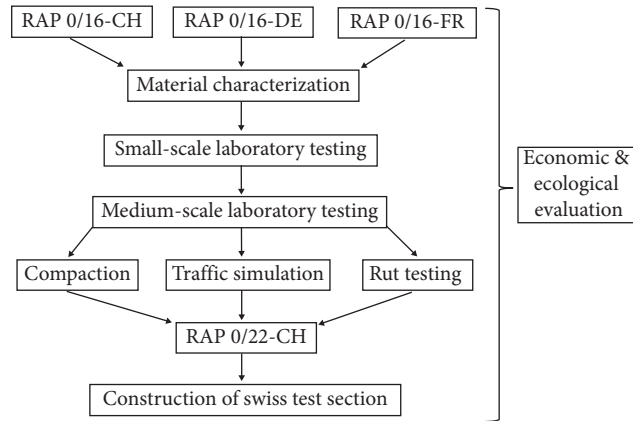 RAP 0/16-CH
RAP 0/16-DE
RAP 0/16-FR
Material characterization
Small-scale laboratory testing
Medium-scale laboratory testing
Compaction
Traffic simulation
Rut testing
RAP 0/22-CH
Construction of swiss test section
Economic &
ecological
evaluation